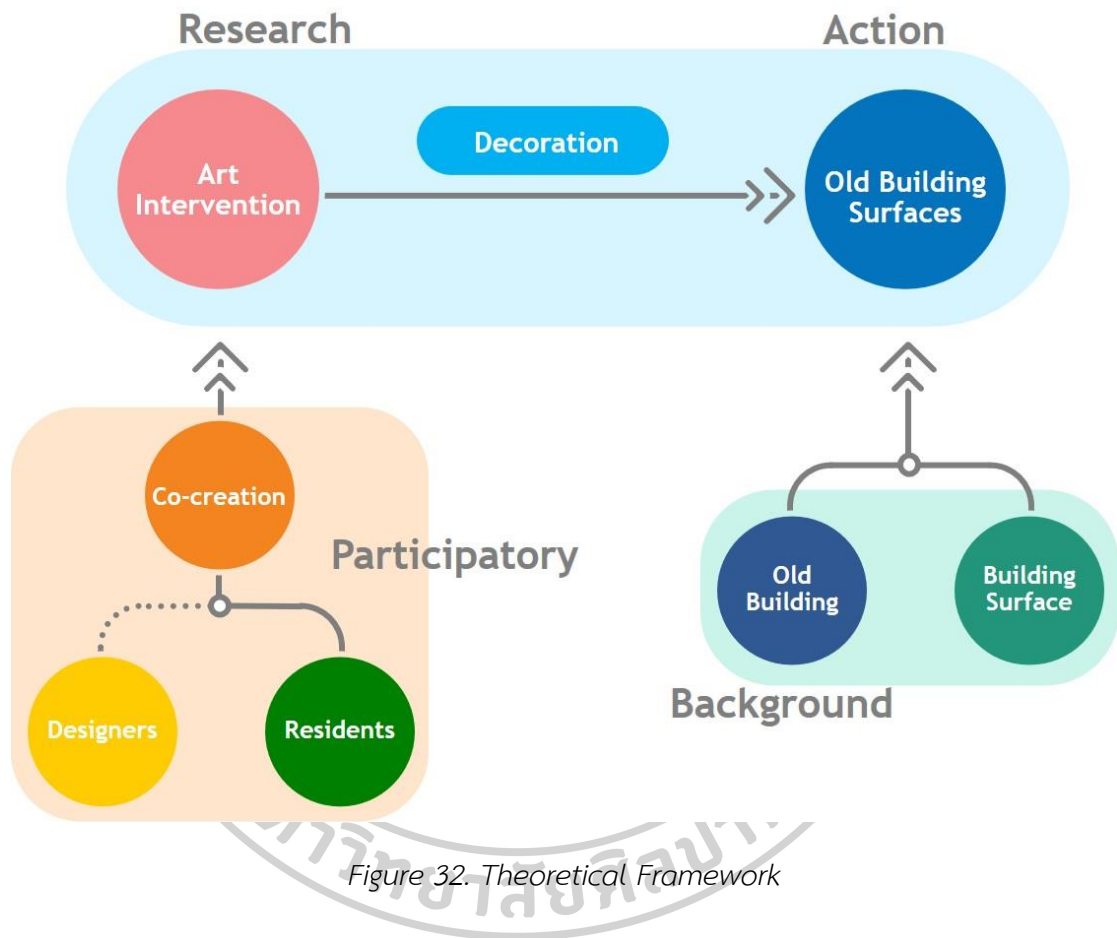 Research
Action
Decoration
Art
Intervention
Old Building
Surfaces
Co-creation
Participatory
Designers
Residents
Old
Building
Building
Surface
Background
Figure 32. Theoretical Framework